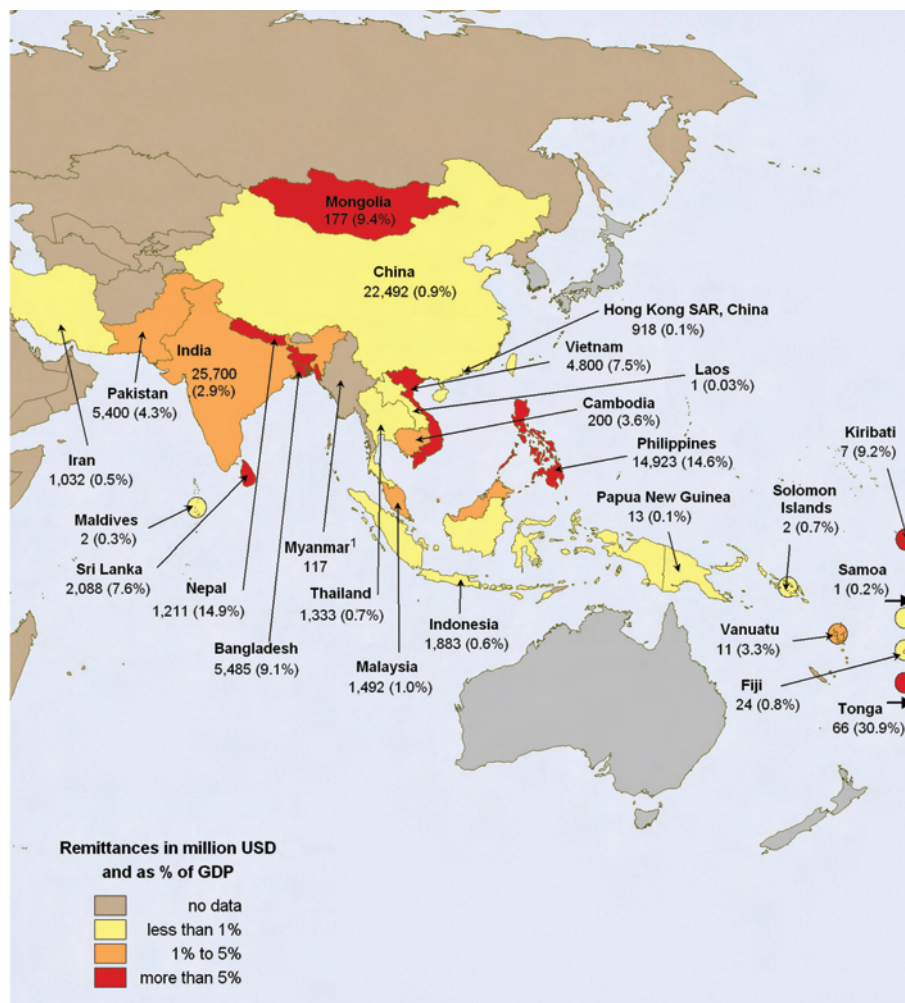 Mongolia
177 (9.4%)
China
22,492 (0.9%)
Hong Kong SAR, China
918 (0.1%)
Vietnam
4.800 (7.5%)
Laos
1 (0.03%)
Cambodia
200 (3.6%)
Philippines
14,923 (14.6%)
India
25,700
(2.9%)
Pakistan
5,400 (4.3%)
Iran
1,032 (0.5%)
Maldives
2 (0.3%)
Sri Lanka
2,088 (7.6%)
Nepal
1,211 (14.9%)
Bangladesh
5,485 (9.1%)
Myanmar¹
117
Thailand
1,333 (0.7%)
Malaysia
1,492 (1.0%)
Indonesia
1,883 (0.6%)
Papua New Guinea
13 (0.1%)
Solomon
Islands
2 (0.7%)
Kiribati
7 (9.2%)
Samoa
1 (0.2%)
Vanuatu
11 (3.3%)
Fiji
24 (0.8%)
Tonga
66 (30.9%)
Remittances in million USD
and as % of GDP
no data
less than 1%
1% to 5%
more than 5%